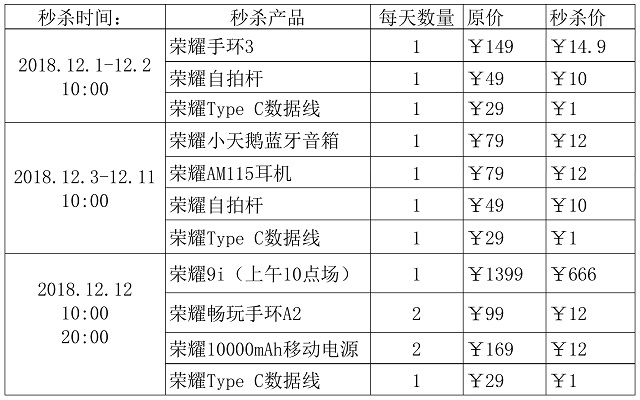 秒杀时间： 秒杀产品 每天数量 原价 秒杀价
2018.12.1-12.2
10:00
荣耀手环3 1 ￥149 ￥14.9
荣耀自拍杆 1 ￥49 ￥10
荣耀Type C数据线 1 ￥29 ￥1
2018.12.3-12.11
10:00
荣耀小天鹅蓝牙音箱 1 ￥79 ￥12
荣耀AM115耳机 1 ￥79 ￥12
荣耀自拍杆 1 ￥49 ￥10
荣耀Type C数据线 1 ￥29 ￥1
2018.12.12
10:00
20:00
荣耀9i（上午10点场） 1 ￥1399 ￥666
荣耀畅玩手环A2 2 ￥99 ￥12
荣耀10000mAh移动电源 2 ￥169 ￥12
荣耀Type C数据线 1 ￥29 ￥1